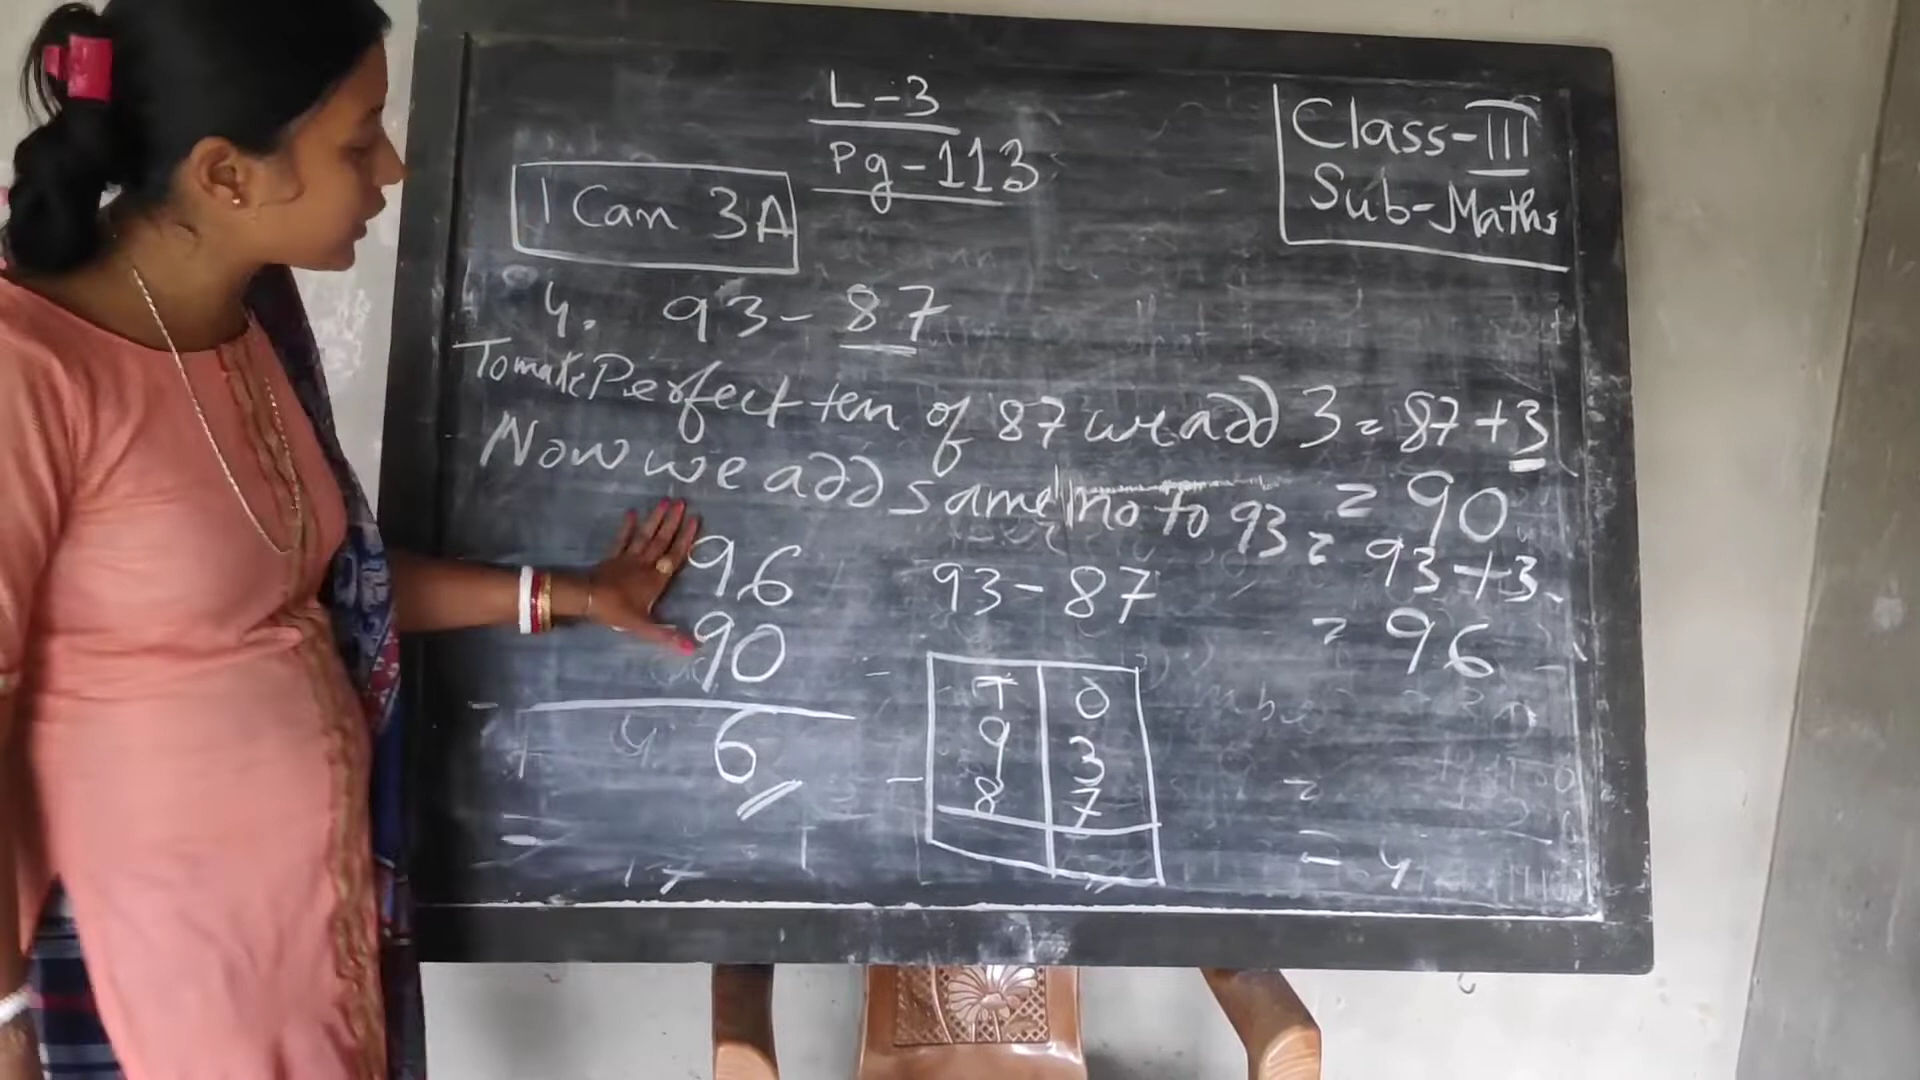 L-3
Pg-113
Class-III
Sub-Maths
I Can 3A
4. 93-87
To make Perfect ten of 87 we add 3 = 87+3
= 90
Now we add same no to 93 = 93+3
= 96
96
90
6
93-87
T O
9 3
- 8 7